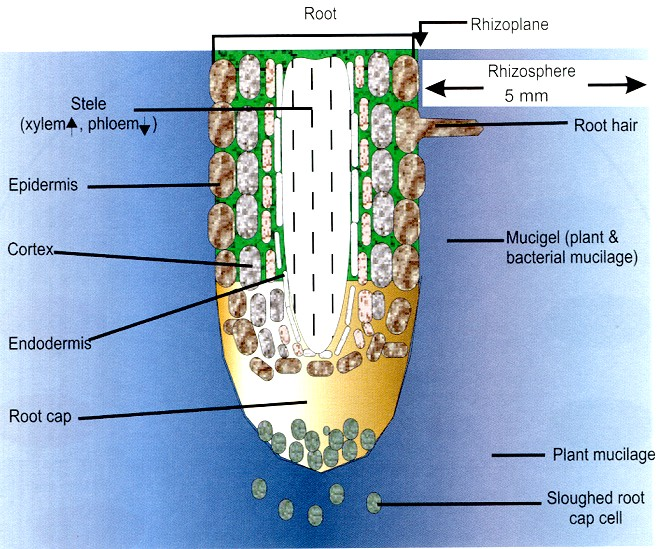 Root
Rhizoplane
Rhizosphere
5 mm
Stele
(xylem↑, phloem↓)
Root hair
Epidermis
Mucigel (plant &
bacterial mucilage)
Cortex
Endodermis
Root cap
Plant mucilage
Sloughed root
cap cell